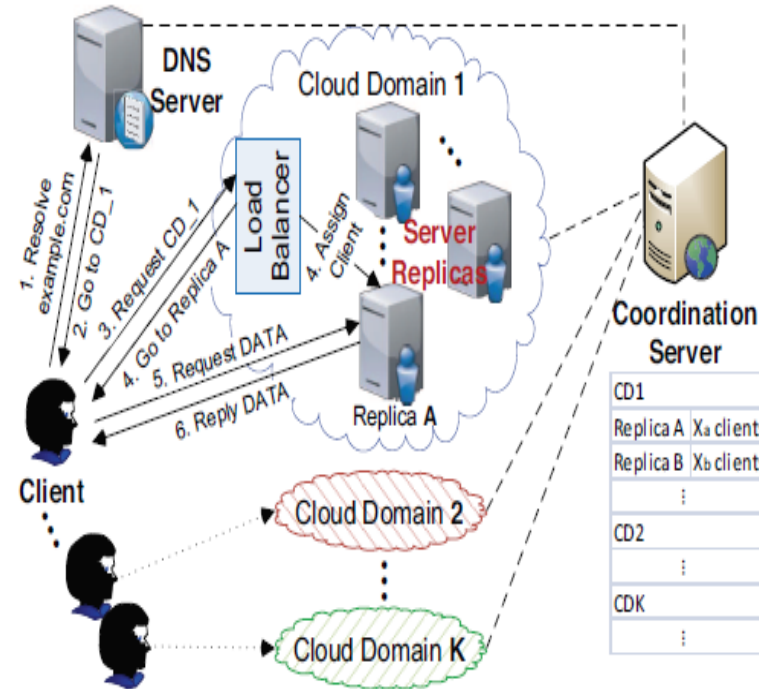 DNS
Server
Cloud Domain 1
Load
Balancer
1. Resolve
example.com
2. Go to CD_1
3. Request CD_1
4. Go to Replica A
4. Assign
Client
Server
Replicas
5. Request DATA
6. Reply DATA
Replica A
Client
Cloud Domain 2
Cloud Domain K
Coordination
Server
CD1
Replica A Xa client
Replica B Xb client
⋮
CD2
⋮
CDK
⋮